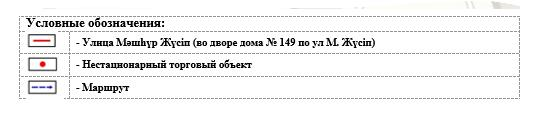 Условные обозначения:
- Улица Мәшһүр Жүсіп (во дворе дома № 149 по ул М. Жүсіп)
- Нестационарный торговый объект
- Маршрут